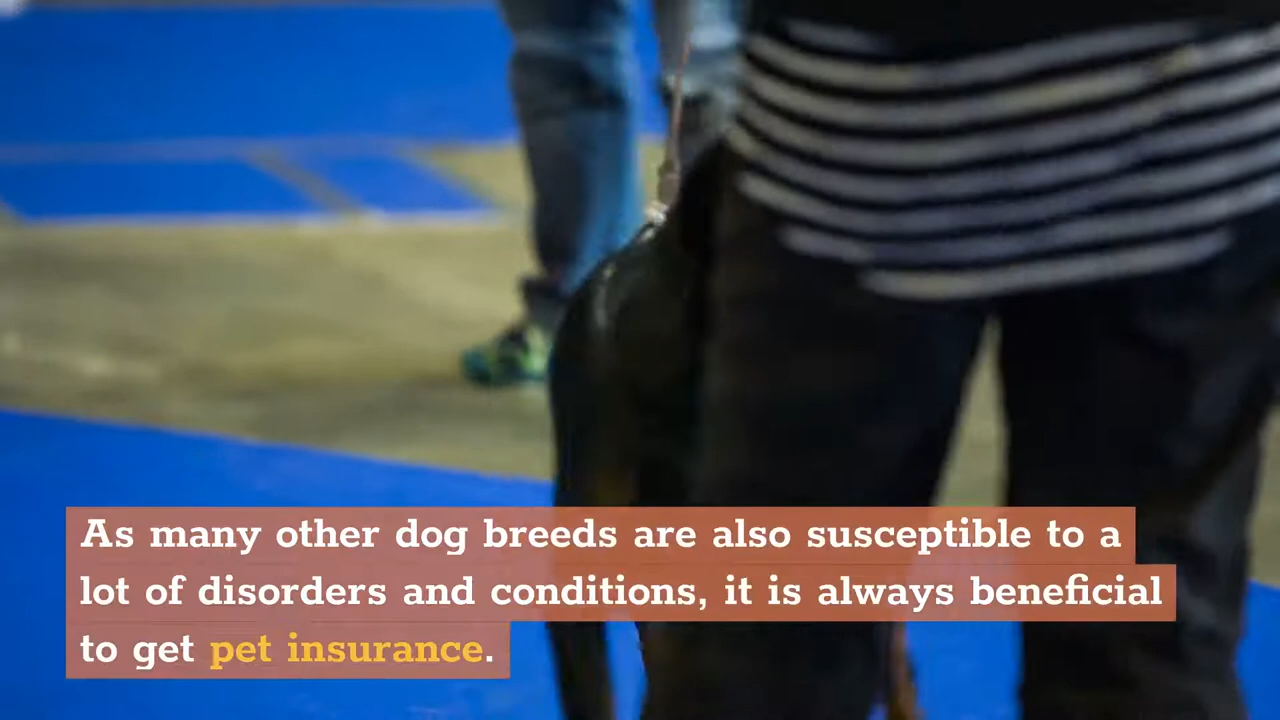 As many other dog breeds are also susceptible to a
lot of disorders and conditions, it is always beneficial
to get pet insurance.